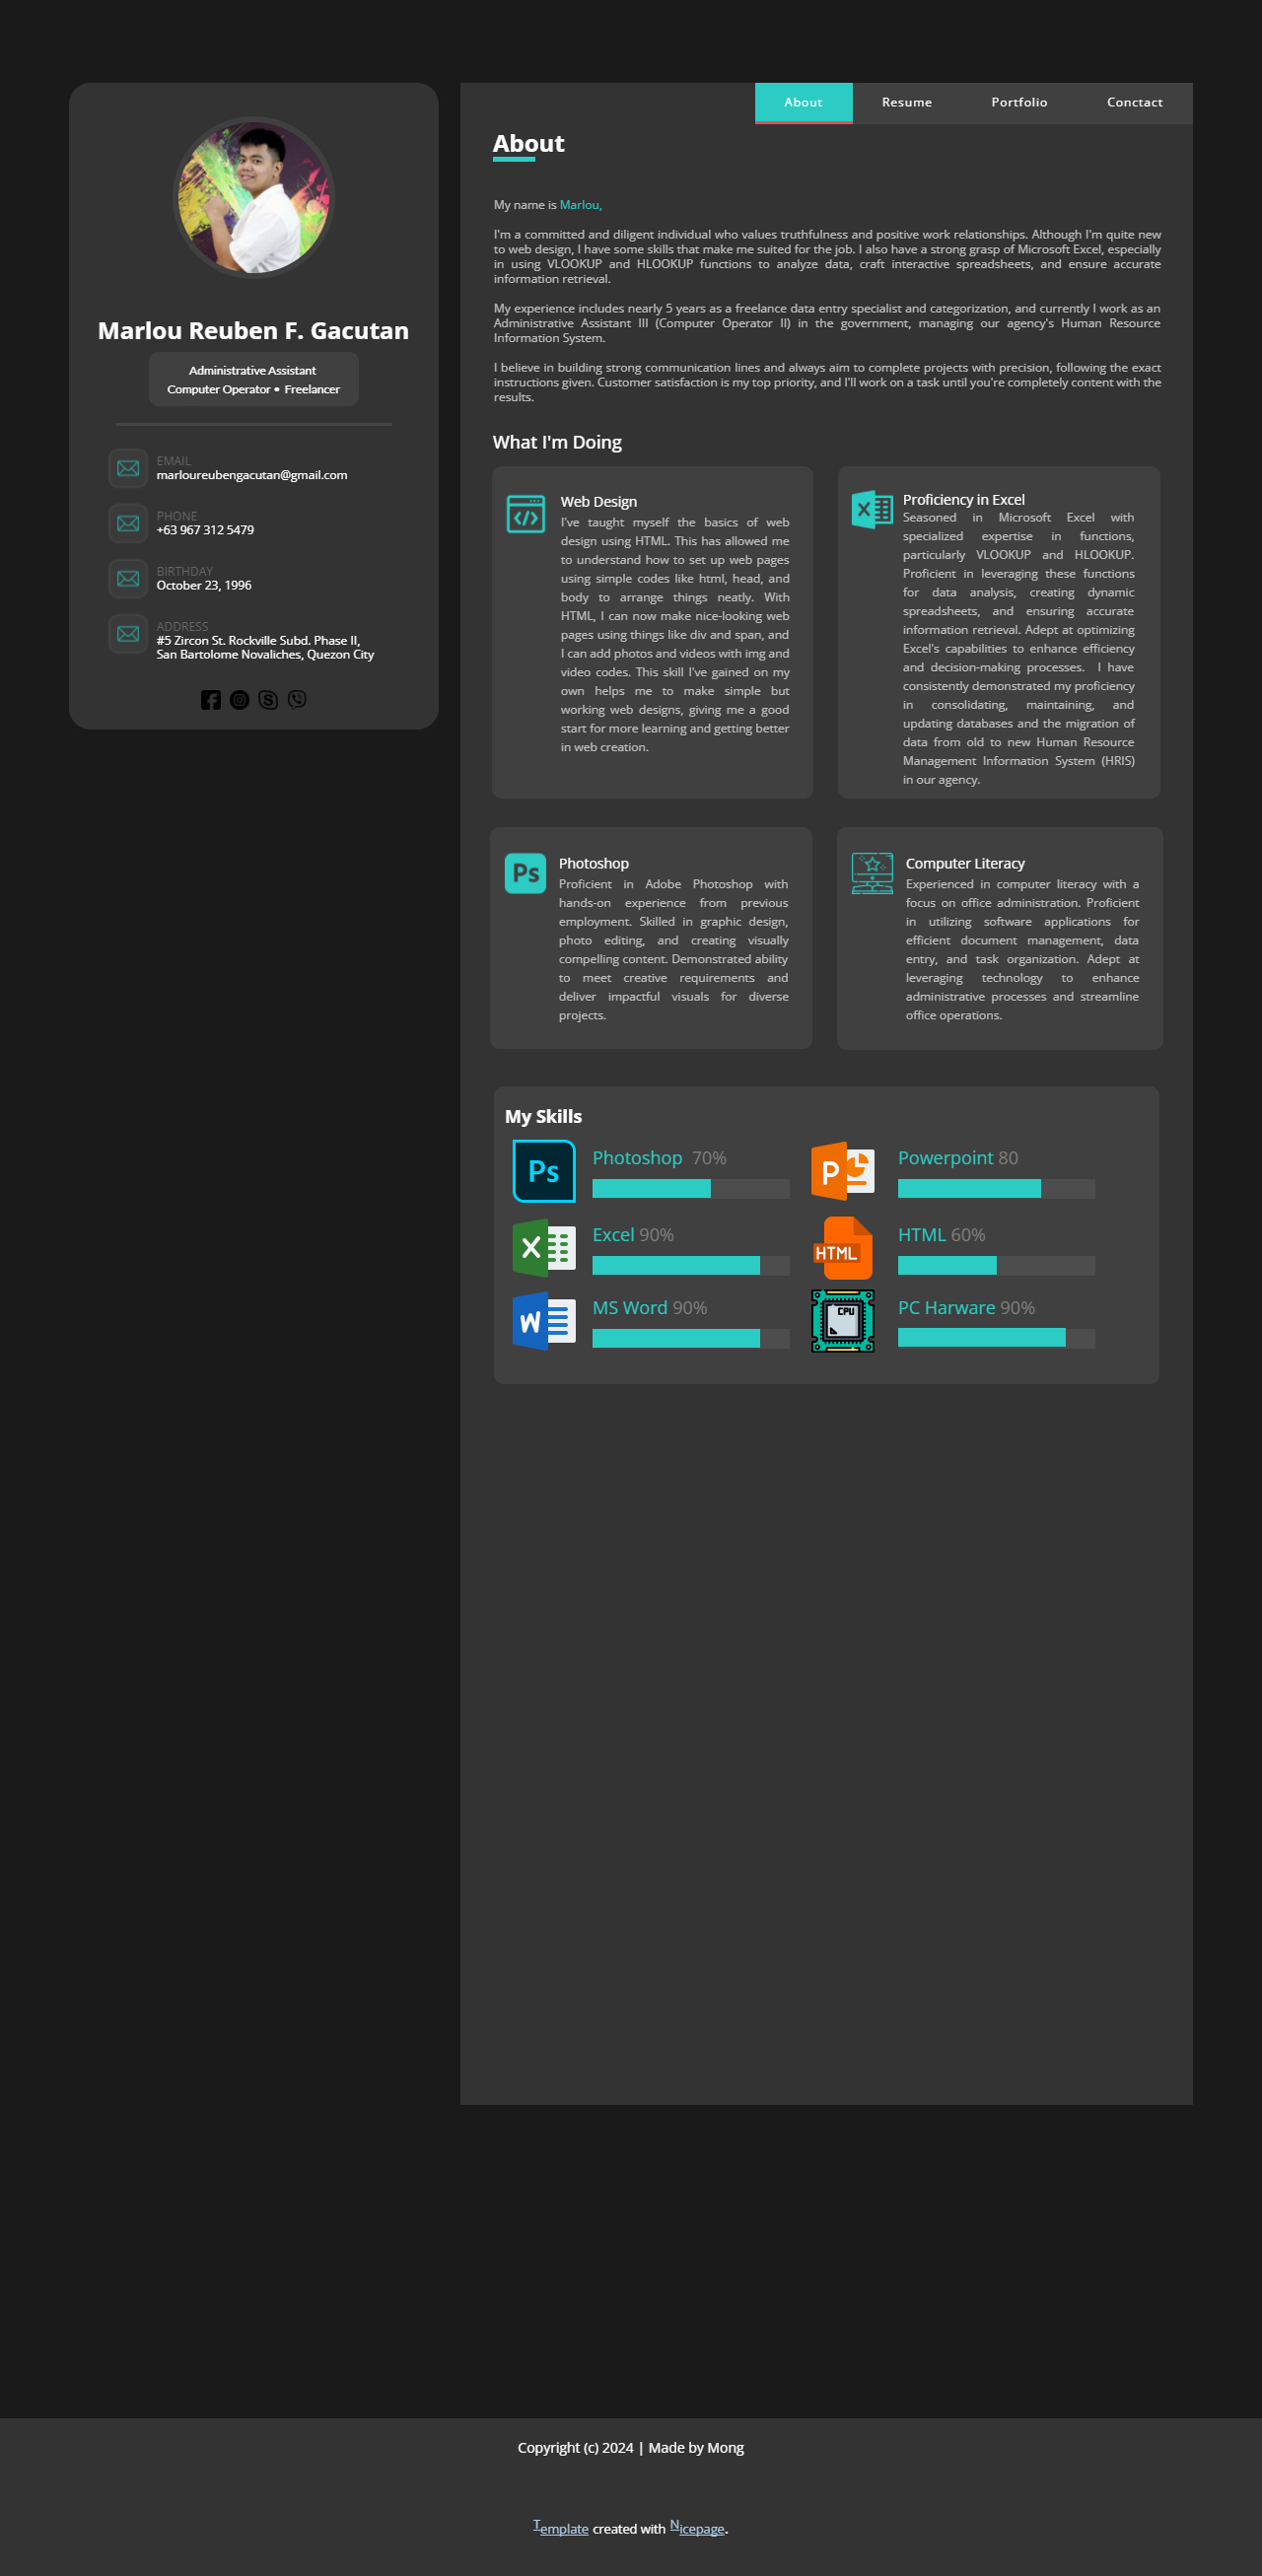 About
Resume
Portfolio
Conctact
Marlou Reuben F. Gacutan
Administrative Assistant
Computer Operator • Freelancer
EMAIL
marloureubengacutan@gmail.com
PHONE
+63 967 312 5479
BIRTHDAY
October 23, 1996
ADDRESS
#5 Zircon St. Rockville Subd. Phase II,
San Bartolome Novaliches, Quezon City
About
My name is Marlou,
I'm a committed and diligent individual who values truthfulness and positive work relationships. Although I'm quite new
to web design, I have some skills that make me suited for the job. I also have a strong grasp of Microsoft Excel, especially
in using VLOOKUP and HLOOKUP functions to analyze data, craft interactive spreadsheets, and ensure accurate
information retrieval.
My experience includes nearly 5 years as a freelance data entry specialist and categorization, and currently I work as an
Administrative Assistant III (Computer Operator II) in the government, managing our agency's Human Resource
Information System.
I believe in building strong communication lines and always aim to complete projects with precision, following the exact
instructions given. Customer satisfaction is my top priority, and I'll work on a task until you're completely content with the
results.
What I'm Doing
Web Design
I've taught myself the basics of web
design using HTML. This has allowed me
to understand how to set up web pages
using simple codes like html, head, and
body to arrange things neatly. With
HTML, I can now make nice-looking web
pages using things like div and span, and
I can add photos and videos with img and
video codes. This skill I've gained on my
own helps me to make simple but
working web designs, giving me a good
start for more learning and getting better
in web creation.
Proficiency in Excel
Seasoned in Microsoft Excel with
specialized expertise in functions,
particularly VLOOKUP and HLOOKUP.
Proficient in leveraging these functions
for data analysis, creating dynamic
spreadsheets, and ensuring accurate
information retrieval. Adept at optimizing
Excel's capabilities to enhance efficiency
and decision-making processes. I have
consistently demonstrated my proficiency
in consolidating, maintaining, and
updating databases and the migration of
data from old to new Human Resource
Management Information System (HRIS)
in our agency.
Ps
Photoshop
Proficient in Adobe Photoshop with
hands-on experience from previous
employment. Skilled in graphic design,
photo editing, and creating visually
compelling content. Demonstrated ability
to meet creative requirements and
deliver impactful visuals for diverse
projects.
Computer Literacy
Experienced in computer literacy with a
focus on office administration. Proficient
in utilizing software applications for
efficient document management, data
entry, and task organization. Adept at
leveraging technology to enhance
administrative processes and streamline
office operations.
My Skills
Ps
Photoshop 70%
P
Powerpoint 80
X
Excel 90%
HTML
HTML 60%
W
MS Word 90%
CPU
PC Harware 90%
Copyright (c) 2024 | Made by Mong
Template created with Nicepage.